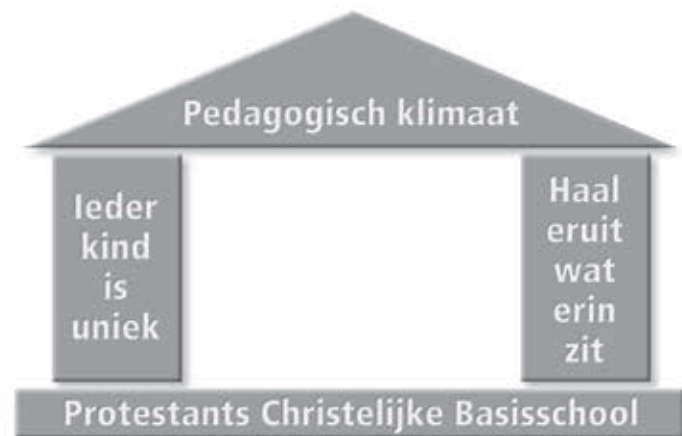 Pedagogisch klimaat
Ieder
kind
is
uniek
Haal
eruit
wat
erin
zit
Protestants Christelijke Basisschool